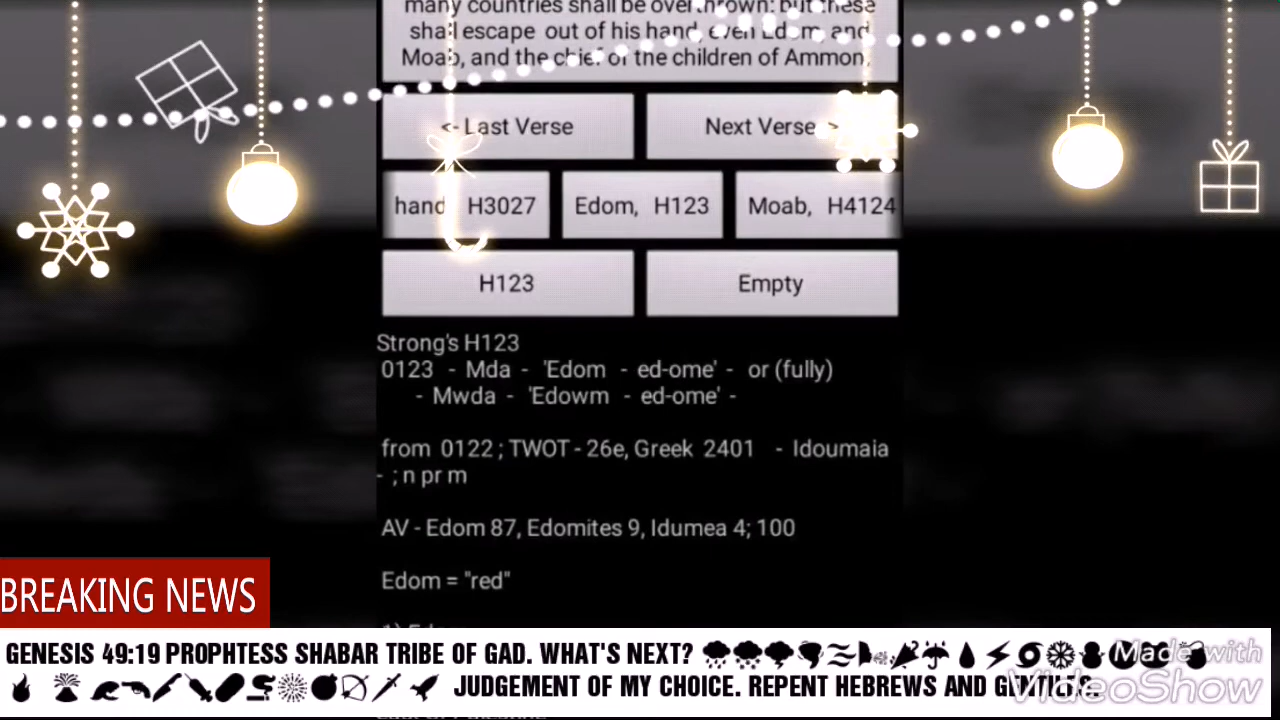 many countries shall be overthrown: but these
shall escape out of his hand, even Edom, and
Moab, and the chief of the children of Ammon.
<- Last Verse
Next Verse ->
hand H3027
Edom, H123
Moab, H4124
H123
Empty
Strong's H123
0123 - Mda - 'Edom - ed-ome' - or (fully)
- Mwda - 'Edowm - ed-ome' -
from 0122 ; TWOT - 26e, Greek 2401 - Idoumaia
- ; n pr m
AV - Edom 87, Edomites 9, Idumea 4; 100
Edom = "red"
BREAKING NEWS
GENESIS 49:19 PROPHTESS SHABAR TRIBE OF GAD. WHAT'S NEXT?
JUDGEMENT OF MY CHOICE. REPENT HEBREWS AND GENTILES.
Made with
VideoShow